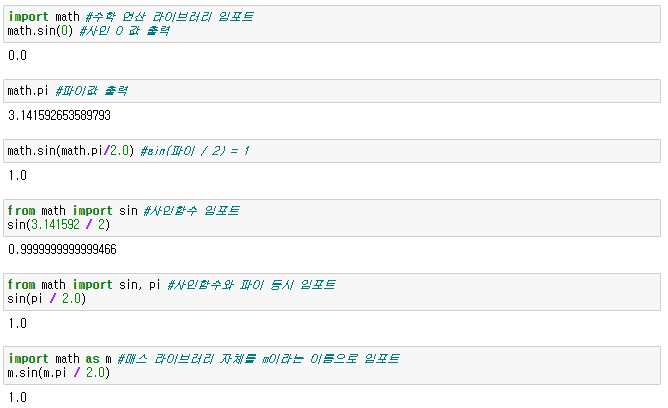 import math #수학 연산 라이브러리 임포트
math.sin(0) #사인 0 값 출력
0.0
math.pi #파이값 출력
3.141592653589793
math.sin(math.pi/2.0) #sin(파이 / 2) = 1
1.0
from math import sin #사인함수 임포트
sin(3.141592 / 2)
0.9999999999999466
from math import sin, pi #사인함수와 파이 동시 임포트
sin(pi / 2.0)
1.0
import math as m #매스 라이브러리 자체를 m이라는 이름으로 임포트
m.sin(m.pi / 2.0)
1.0